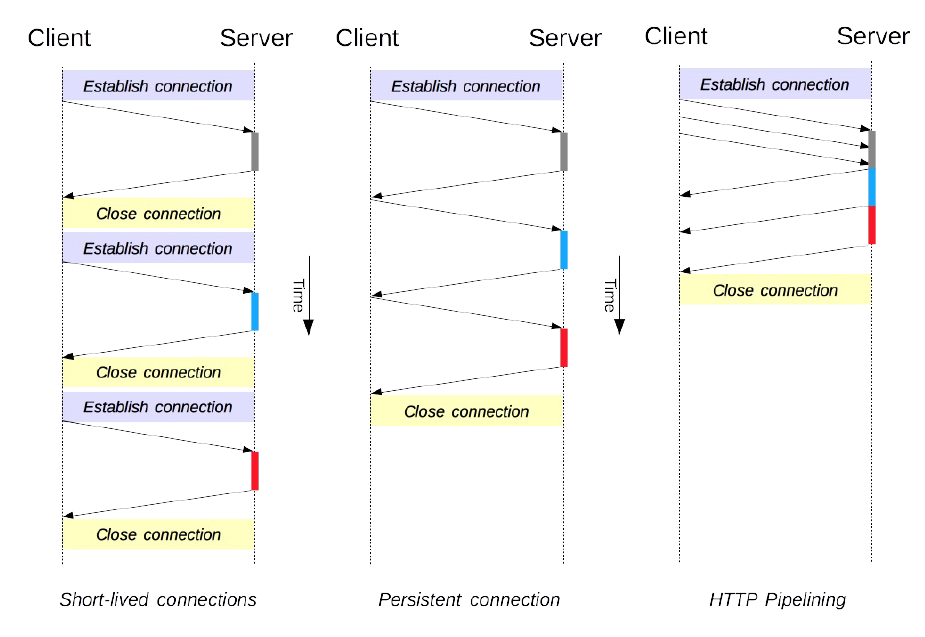 Client Server
Establish connection
Close connection
Establish connection
Close connection
Establish connection
Close connection
Short-lived connections
Time
Client Server
Establish connection
Close connection
Persistent connection
Time
Client Server
Establish connection
Close connection
HTTP Pipelining